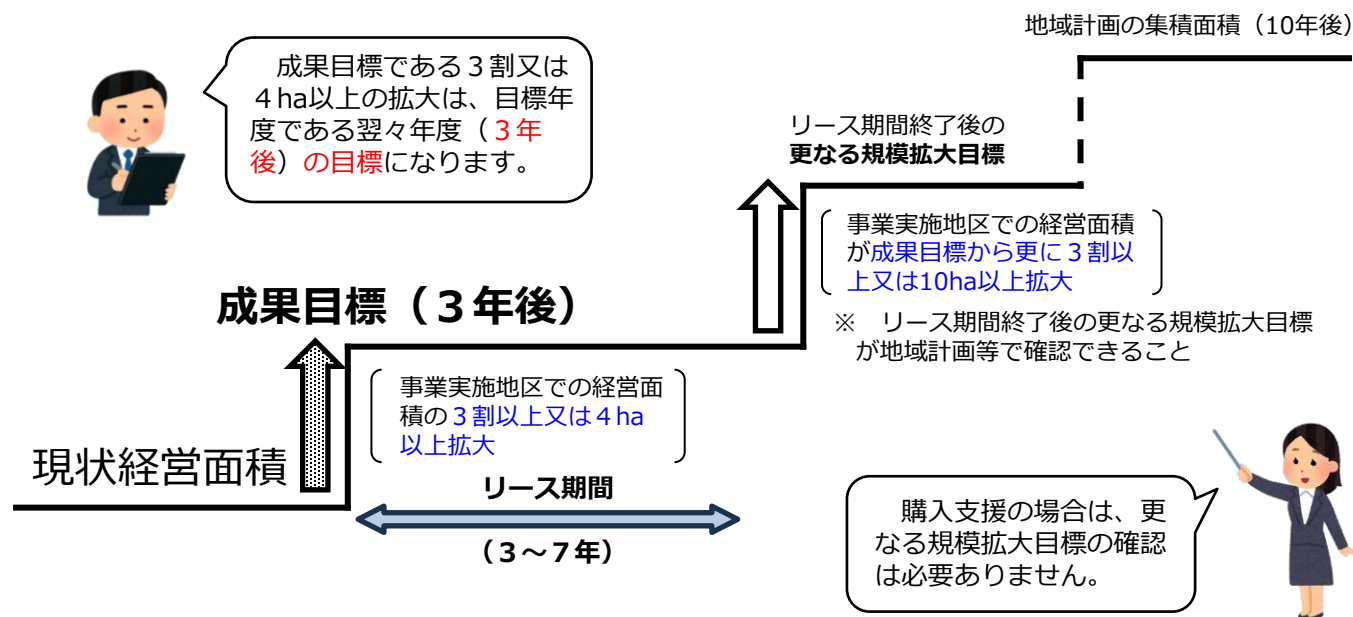 地域計画の集積面積（10年後）
成果目標である３割又は
４ha以上の拡大は、目標年
度である翌々年度（３年
後）の目標になります。
リース期間終了後の
更なる規模拡大目標
事業実施地区での経営面積
が成果目標から更に３割以
上又は10ha以上拡大
※　リース期間終了後の更なる規模拡大目標
が地域計画等で確認できること
成果目標（３年後）
事業実施地区での経営面
積の３割以上又は４ha
以上拡大
現状経営面積
リース期間
（３～７年）
購入支援の場合は、更
なる規模拡大目標の確認
は必要ありません。